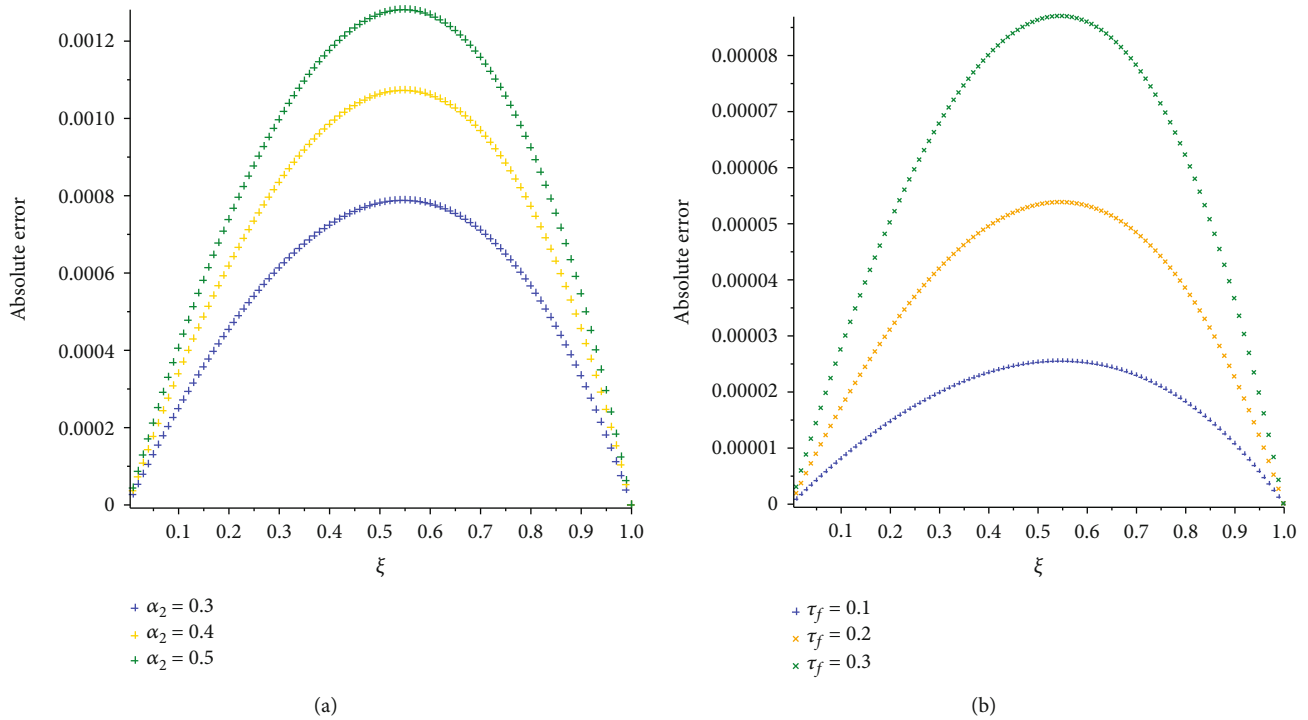 Absolute error
0.0012
0.0010
0.0008
0.0006
0.0004
0.0002
0
0.1 0.2 0.3 0.4 0.5 0.6 0.7 0.8 0.9 1.0
ξ
α₂ = 0.3
α₂ = 0.4
α₂ = 0.5
(a)
Absolute error
0.00008
0.00007
0.00006
0.00005
0.00004
0.00003
0.00002
0.00001
0
0.1 0.2 0.3 0.4 0.5 0.6 0.7 0.8 0.9 1.0
ξ
τ_f = 0.1
τ_f = 0.2
τ_f = 0.3
(b)